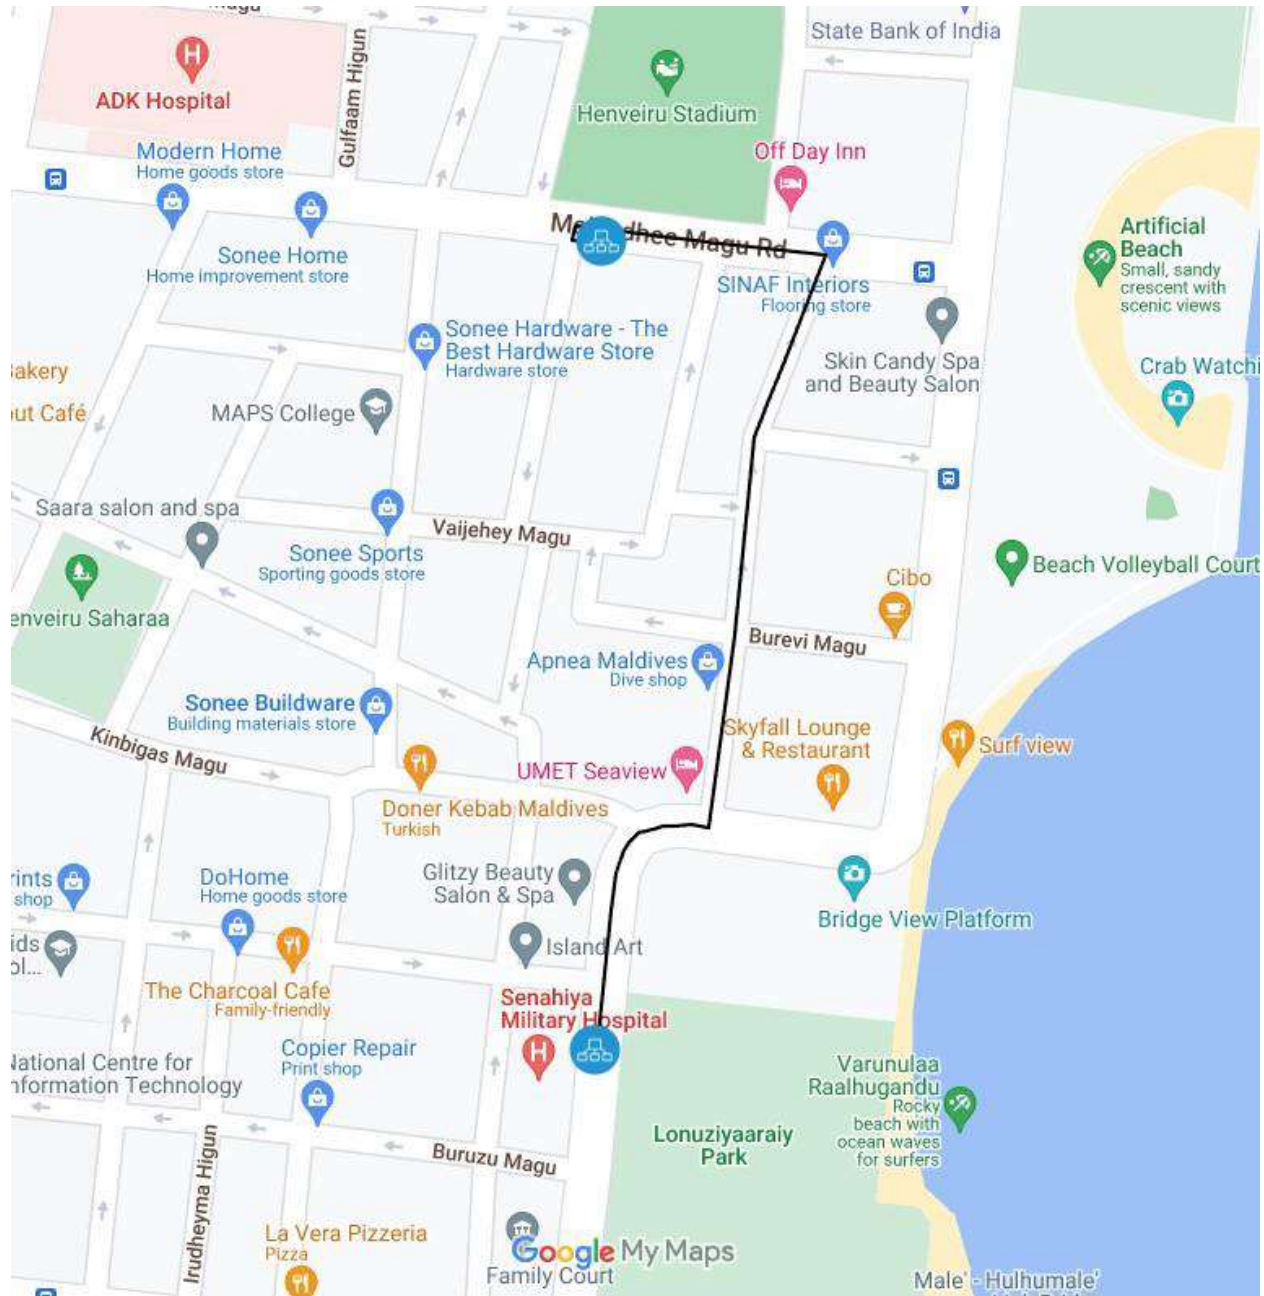 State Bank of India
ADK Hospital
Gulfaam Higun
Henveiru Stadium
Modern Home
Home goods store
Off Day Inn
Magu Rd
Artificial
Beach
Small, sandy
crescent with
scenic views
Sonee Home
Home improvement store
SINAF Interiors
Flooring store
Sonee Hardware - The
Best Hardware Store
Hardware store
Skin Candy Spa
and Beauty Salon
Crab Watchi
akery
ut Café
MAPS College
Saara salon and spa
Vaijehey Magu
Sonee Sports
Sporting goods store
Beach Volleyball Court
Cibo
enveiru Saharaa
Burevi Magu
Apnea Maldives
Dive shop
Sonee Buildware
Building materials store
Kinbigas Magu
Skyfall Lounge
& Restaurant
Surf view
UMET Seaview
Doner Kebab Maldives
Turkish
Glitzy Beauty
Salon & Spa
rints
shop
DoHome
Home goods store
Bridge View Platform
ids
ol...
Island Art
The Charcoal Cafe
Family-friendly
Senahiya
Military Hospital
National Centre for
nformation Technology
Copier Repair
Print shop
Varunulaa
Raalhugandu
Rocky
beach with
ocean waves
for surfers
Lonuziyaaraiy
Park
Buruzu Magu
Irudheyma Higun
La Vera Pizzeria
Pizza
Google My Maps
Family Court
Male' - Hulhumale'